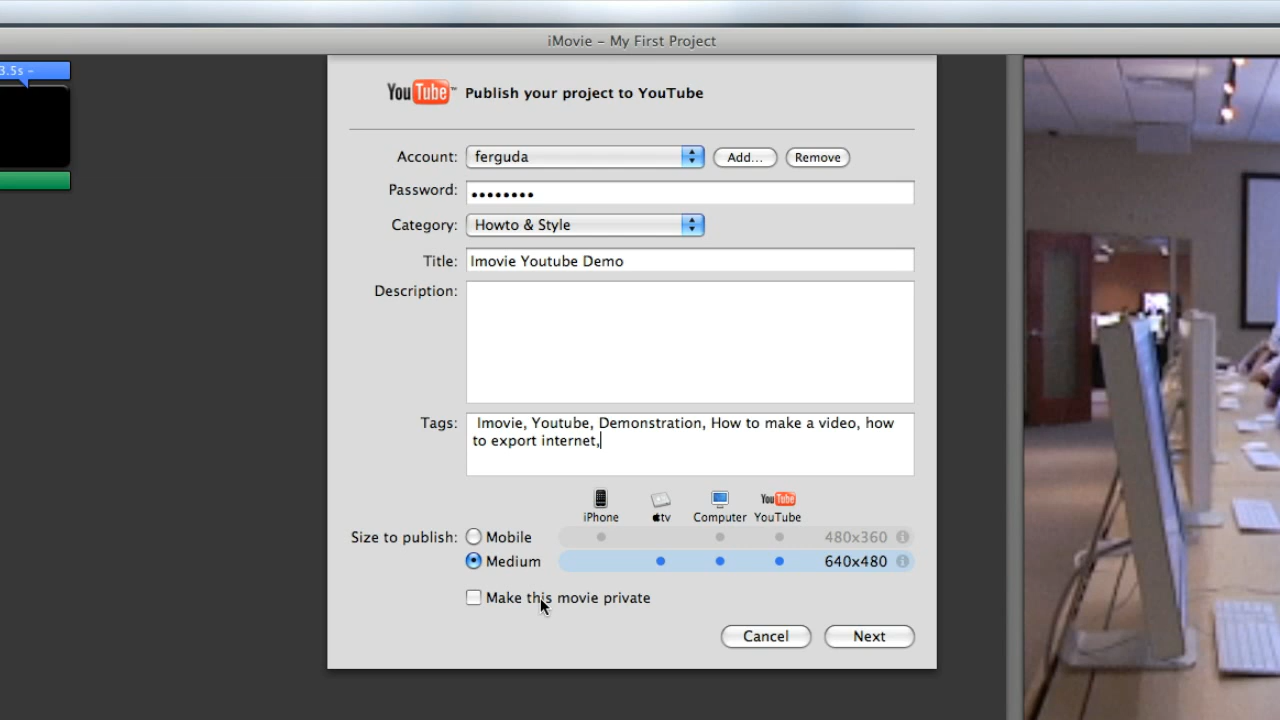 iMovie – My First Project
3.5s –
YouTube™ Publish your project to YouTube
Account: ferguda Add... Remove
Password: ••••••••
Category: Howto & Style
Title: Imovie Youtube Demo
Description:
Tags: Imovie, Youtube, Demonstration, How to make a video, how
to export internet,
YouTube
iPhone tv Computer YouTube
Size to publish: Mobile 480x360
Medium 640x480
Make this movie private
Cancel Next